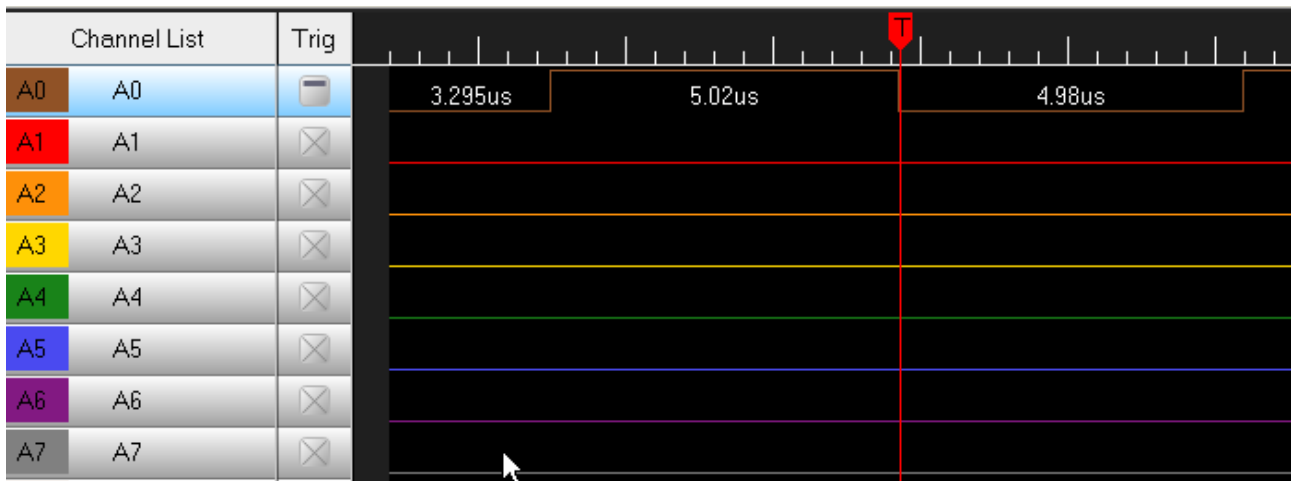 Channel List Trig T
A0 A0 3.295us 5.02us 4.98us
A1 A1
A2 A2
A3 A3
A4 A4
A5 A5
A6 A6
A7 A7